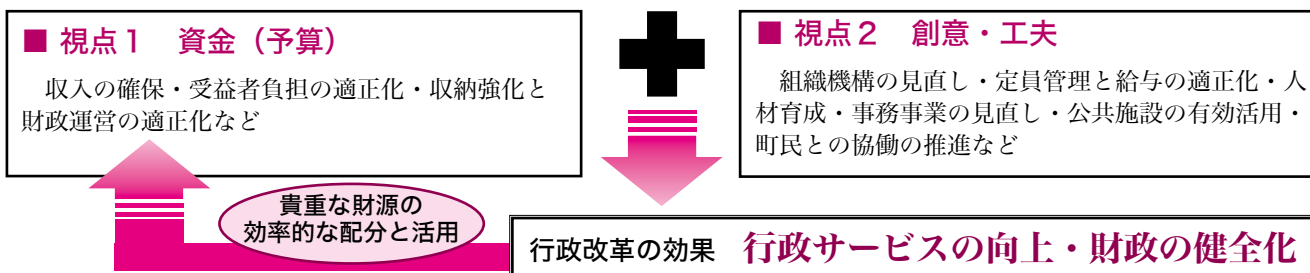 ■ 視点1 資金（予算）
収入の確保・受益者負担の適正化・収納強化と
財政運営の適正化など
■ 視点2 創意・工夫
組織機構の見直し・定員管理と給与の適正化・人
材育成・事務事業の見直し・公共施設の有効活用・
町民との協働の推進など
貴重な財源の
効率的な配分と活用
行政改革の効果 行政サービスの向上・財政の健全化